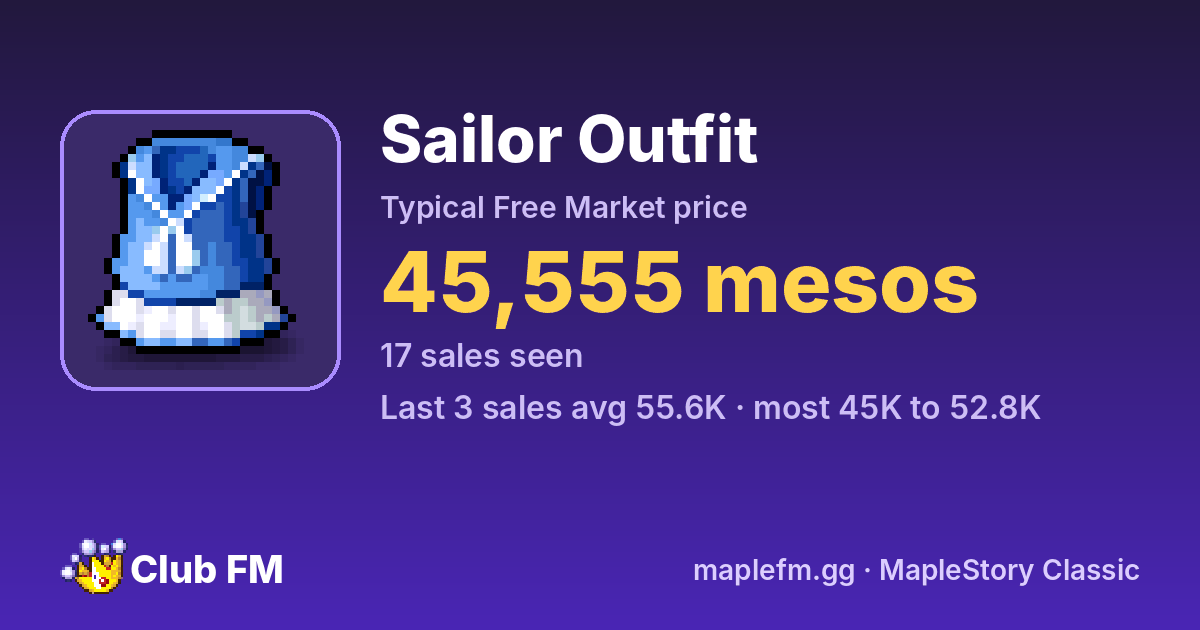 Sailor Outfit
Typical Free Market price
45,555 mesos
17 sales seen
Last 3 sales avg 55.6K · most 45K to 52.8K
Club FM
maplefm.gg · MapleStory Classic